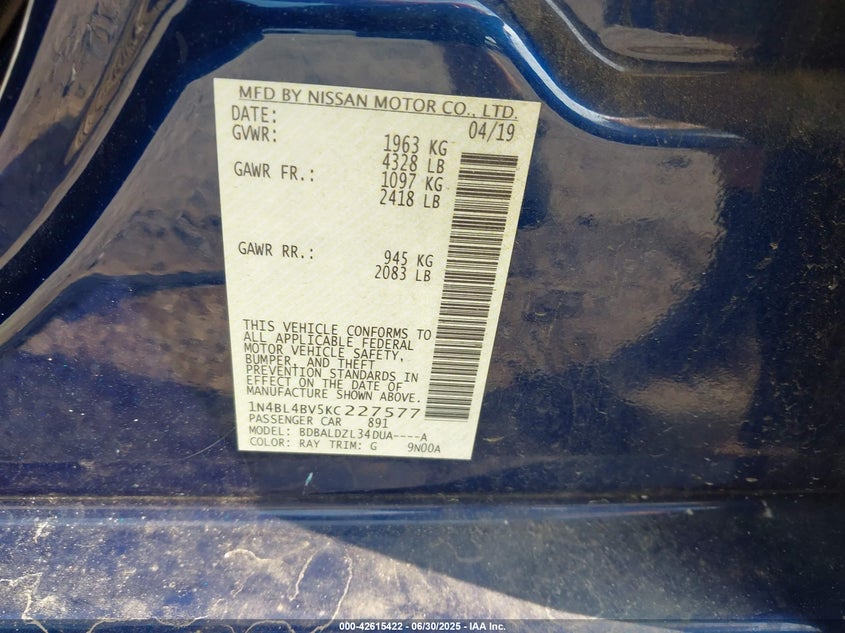 MFD BY NISSAN MOTOR CO., LTD.
DATE: 04/19
GVWR: 1963 KG
4328 LB
GAWR FR.: 1097 KG
2418 LB
GAWR RR.: 945 KG
2083 LB
THIS VEHICLE CONFORMS TO
ALL APPLICABLE FEDERAL
MOTOR VEHICLE SAFETY,
BUMPER, AND THEFT
PREVENTION STANDARDS IN
EFFECT ON THE DATE OF
MANUFACTURE SHOWN ABOVE.
1N4BL4BV5KC227577
PASSENGER CAR 891
MODEL: BDBALDZL34DUA----A
COLOR: RAY TRIM: G 9N00A
000-42615422 - 06/30/2025 - IAA Inc.